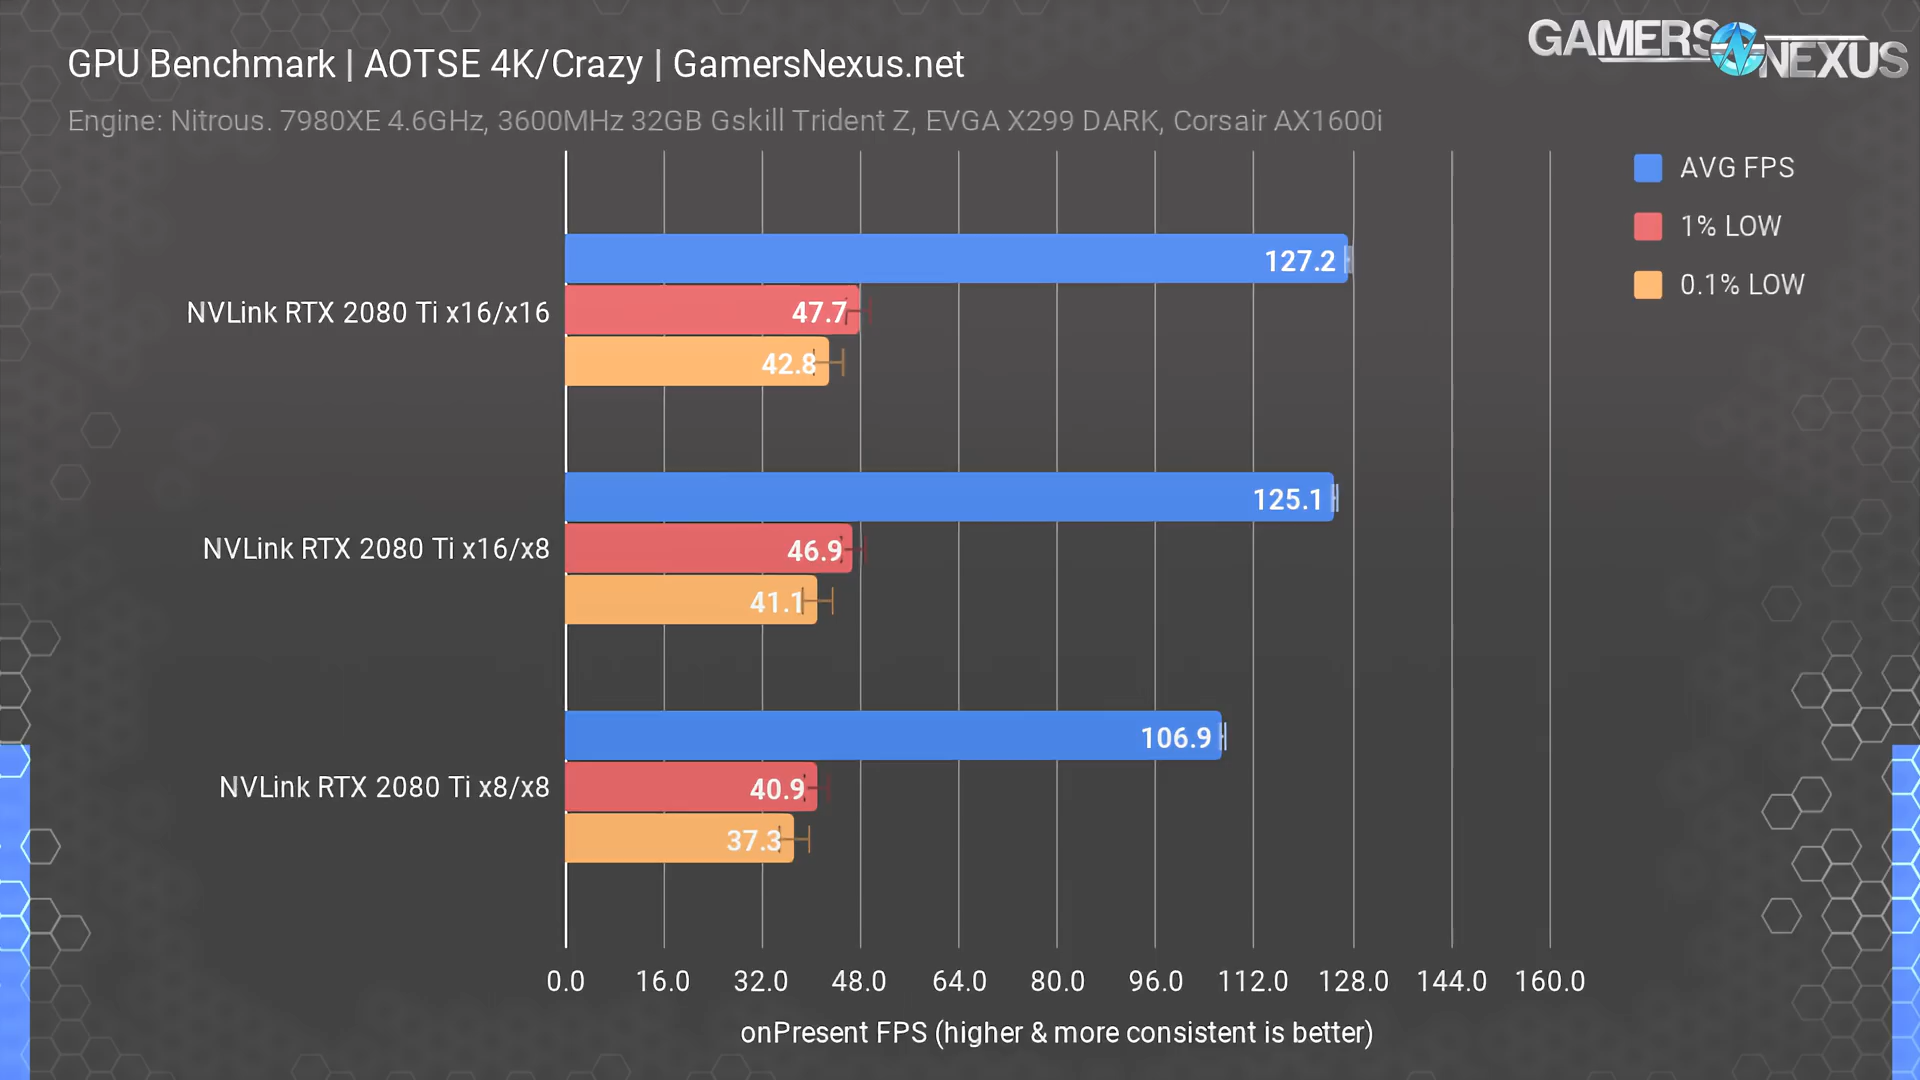 GAMERS NEXUS
GPU Benchmark | AOTSE 4K/Crazy | GamersNexus.net
Engine: Nitrous. 7980XE 4.6GHz, 3600MHz 32GB Gskill Trident Z, EVGA X299 DARK, Corsair AX1600i
AVG FPS
1% LOW
0.1% LOW
NVLink RTX 2080 Ti x16/x16
127.2
47.7
42.8
NVLink RTX 2080 Ti x16/x8
125.1
46.9
41.1
NVLink RTX 2080 Ti x8/x8
106.9
40.9
37.3
0.0 16.0 32.0 48.0 64.0 80.0 96.0 112.0 128.0 144.0 160.0
onPresent FPS (higher & more consistent is better)